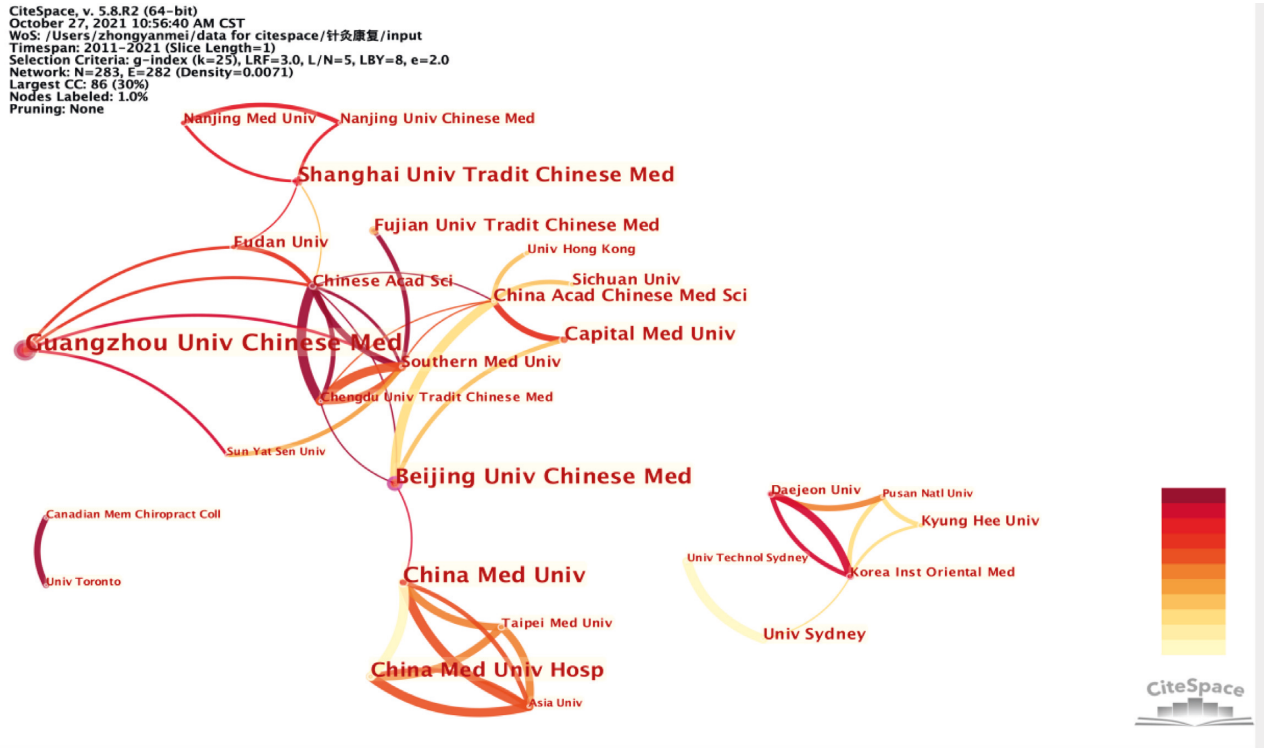 CiteSpace, v. 5.8.R2 (64-bit)
October 27, 2021 10:56:40 AM CST
WoS: /Users/zhongyanmei/data for citespace/针灸康复/input
Timespan: 2011-2021 (Slice Length=1)
Selection Criteria: g-index (k=25), LRF=3.0, L/N=5, LBY=8, e=2.0
Network: N=283, E=282 (Density=0.0071)
Largest CC: 86 (30%)
Nodes Labeled: 1.0%
Pruning: None
Nanjing Med Univ
Nanjing Univ Chinese Med
Shanghai Univ Tradit Chinese Med
Fujian Univ Tradit Chinese Med
Fudan Univ
Univ Hong Kong
Chinese Acad Sci
Sichuan Univ
China Acad Chinese Med Sci
Capital Med Univ
Guangzhou Univ Chinese Med
Southern Med Univ
Chengdu Univ Tradit Chinese Med
Sun Yat Sen Univ
Beijing Univ Chinese Med
Daejeon Univ
Pusan Natl Univ
Canadian Mem Chiropract Coll
Kyung Hee Univ
Univ Technol Sydney
Korea Inst Oriental Med
Univ Toronto
China Med Univ
Taipei Med Univ
Univ Sydney
China Med Univ Hosp
Asia Univ
CiteSpace